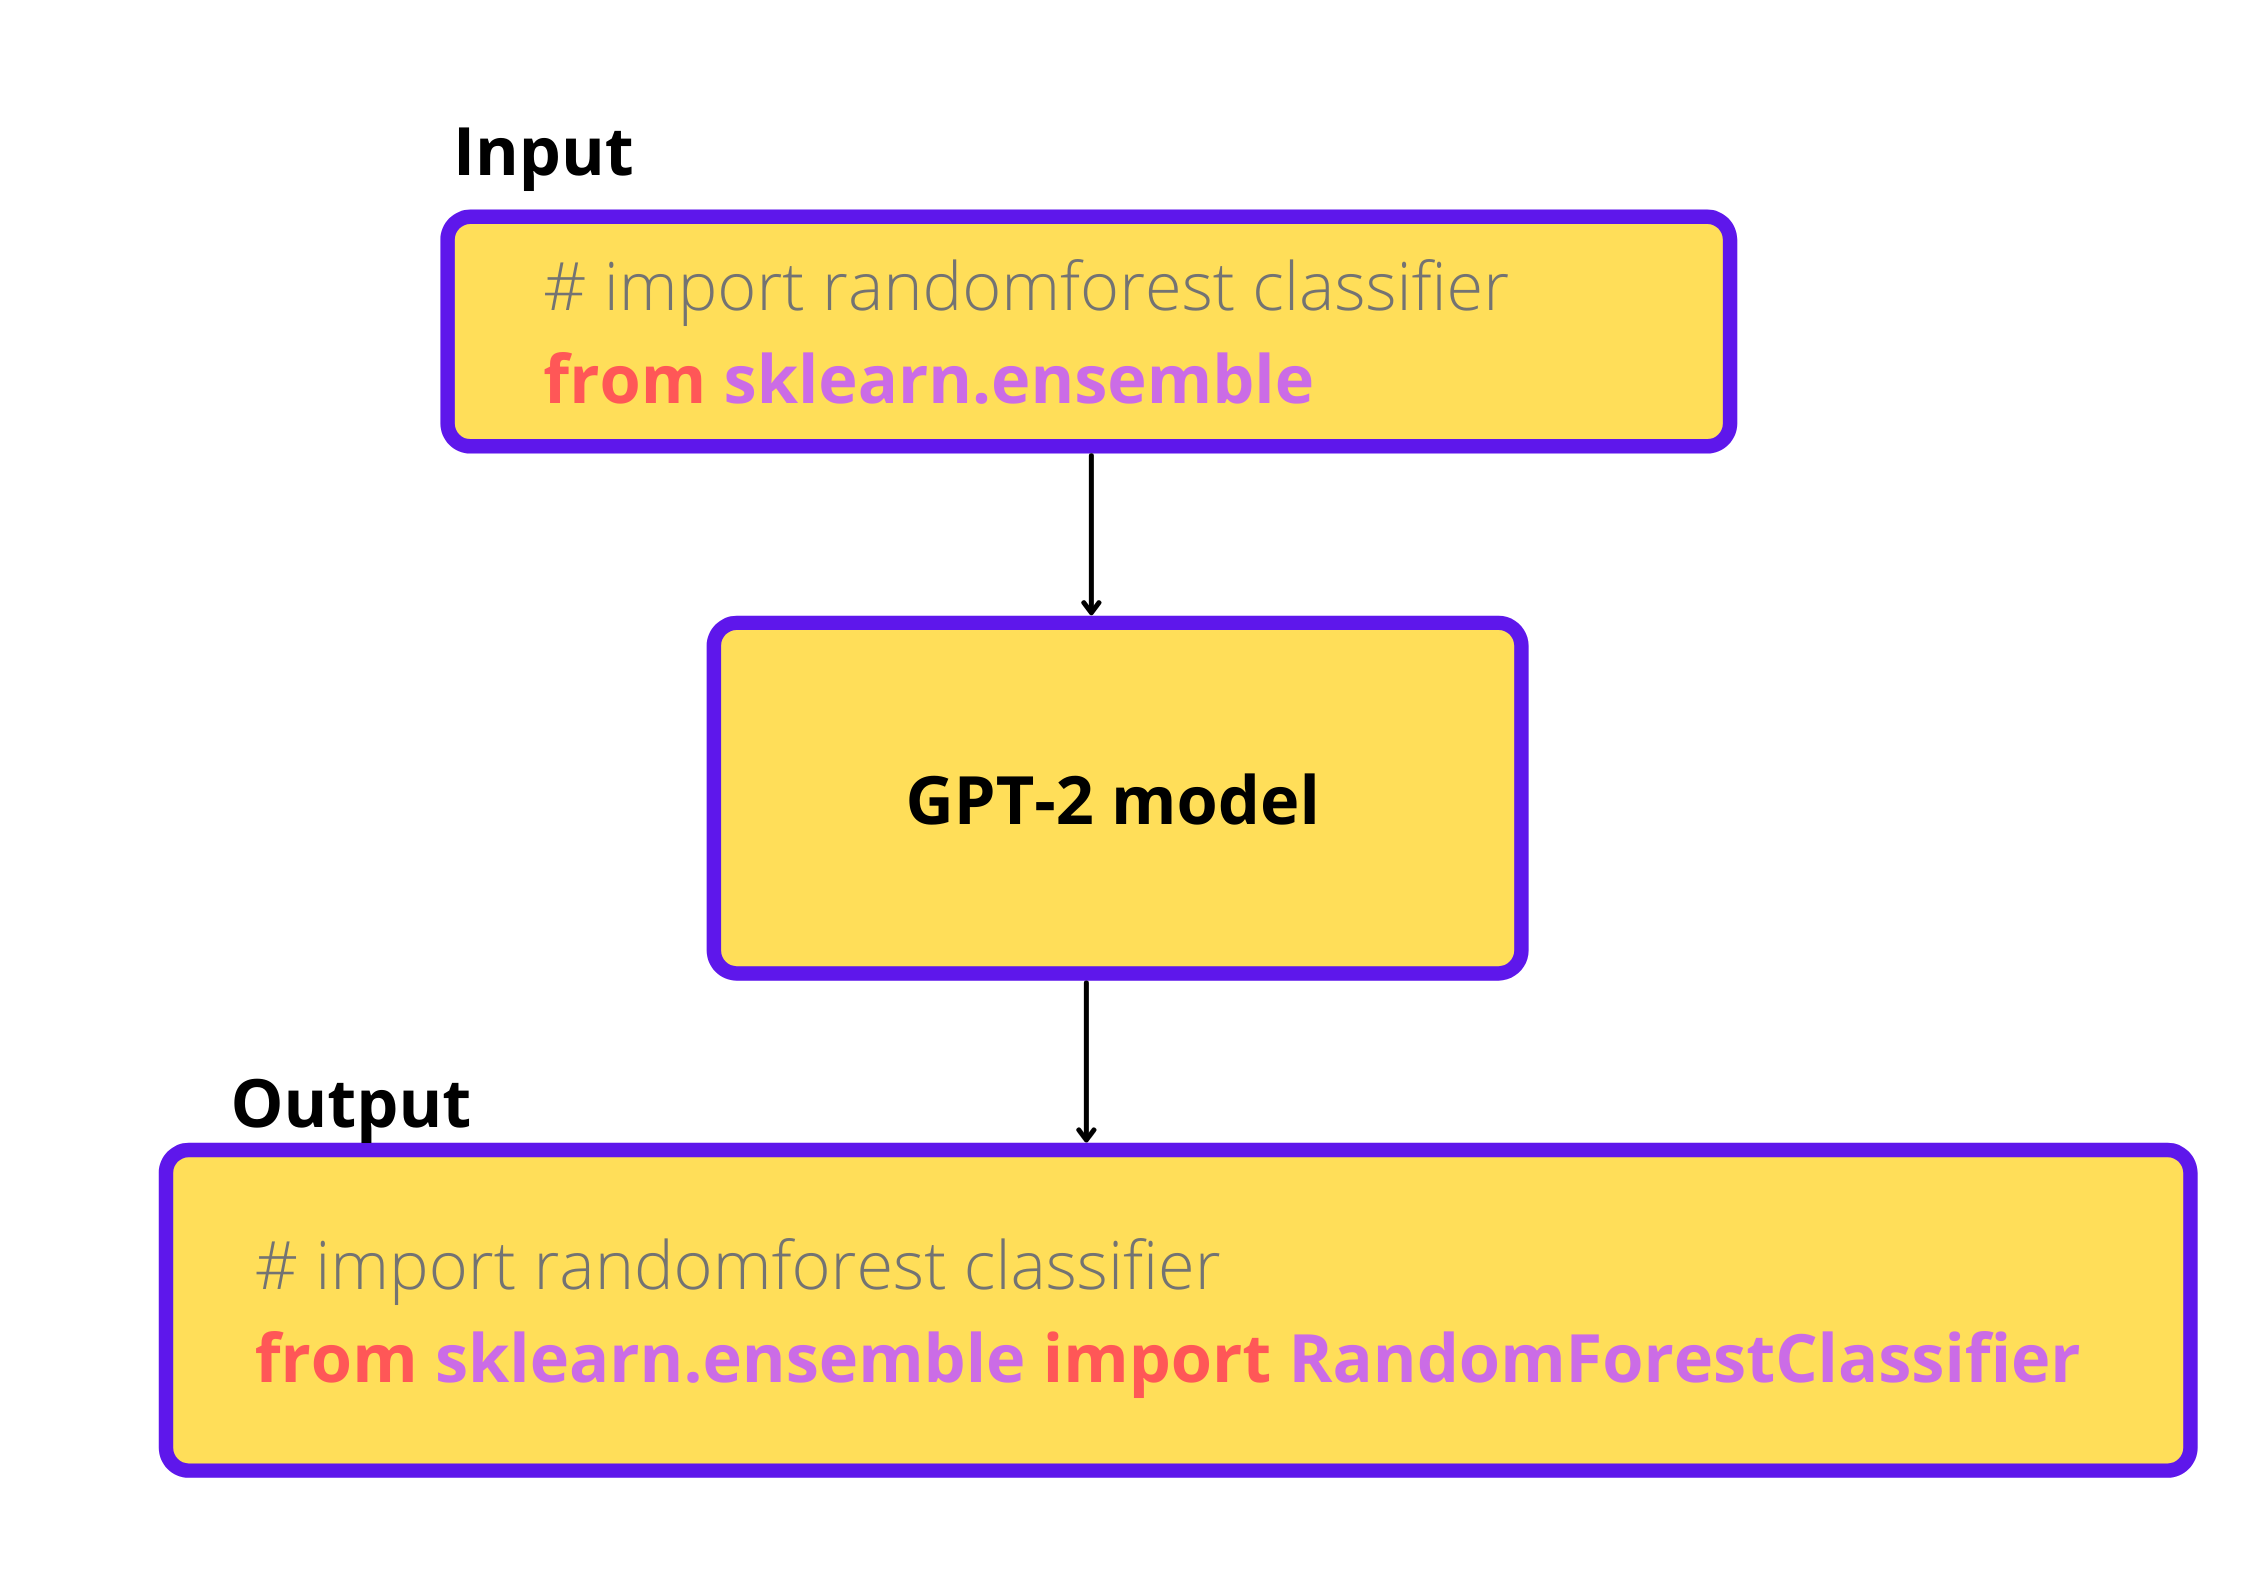 Input
# import randomforest classifier
from sklearn.ensemble
GPT-2 model
Output
# import randomforest classifier
from sklearn.ensemble import RandomForestClassifier